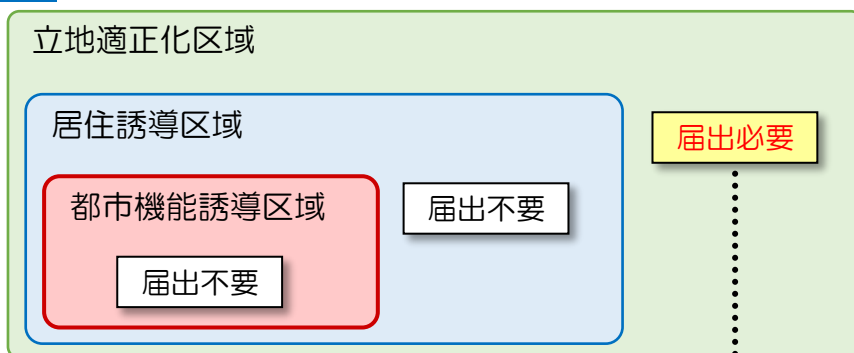 立地適正化区域
居住誘導区域
届出必要
都市機能誘導区域
届出不要
届出不要